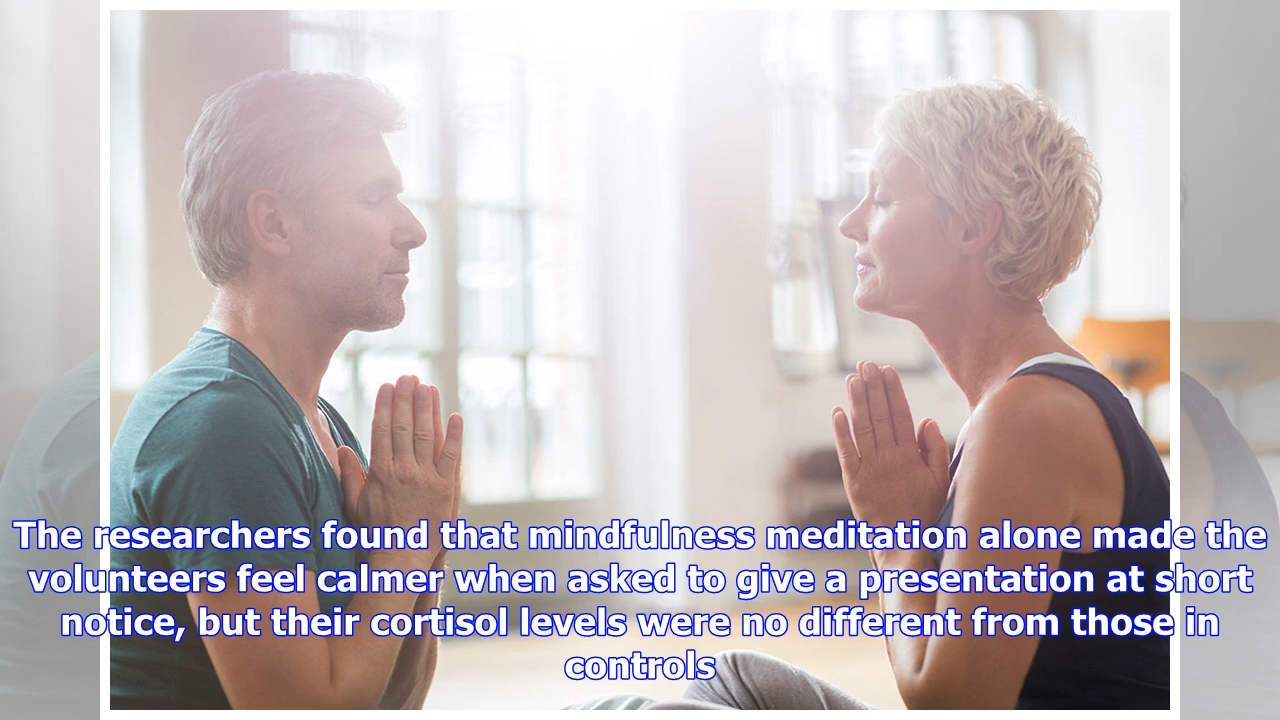 The researchers found that mindfulness meditation alone made the
volunteers feel calmer when asked to give a presentation at short
notice, but their cortisol levels were no different from those in
controls